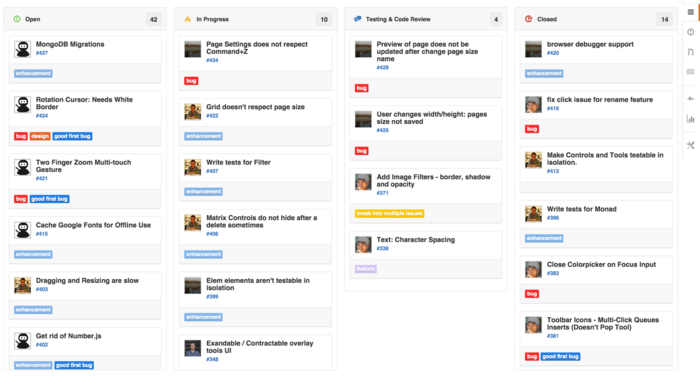 Open 42
MongoDB Migrations
#427
enhancement
Rotation Cursor: Needs White
Border
#424
bug design good first bug
Two Finger Zoom Multi-touch
Gesture
#421
bug good first bug
Cache Google Fonts for Offline Use
#415
enhancement
Dragging and Resizing are slow
#403
enhancement
Get rid of Number.js
#402
enhancement good first bug
In Progress 10
Page Settings does not respect
Command+Z
#434
bug
Grid doesn't respect page size
#422
enhancement
Write tests for Filter
#407
enhancement
Matrix Controls do not hide after a
delete sometimes
#406
enhancement
Elem elements aren't testable in
isolation
#399
enhancement
Exandable / Contractable overlay
tools UI
#348
Testing & Code Review 4
Preview of page does not be
updated after change page size
name
#429
bug
User changes width/height: pages
size not saved
#425
bug
Add Image Filters - border, shadow
and opacity
#371
break into multiple issues
Text: Character Spacing
#338
feature
Closed 14
browser debugger support
#420
enhancement
fix click issue for rename feature
#416
bug
Make Controls and Tools testable in
isolation.
#412
Write tests for Monad
#396
enhancement
Close Colorpicker on Focus Input
#382
bug
Toolbar Icons - Multi-Click Queues
Inserts (Doesn't Pop Tool)
#381
bug good first bug